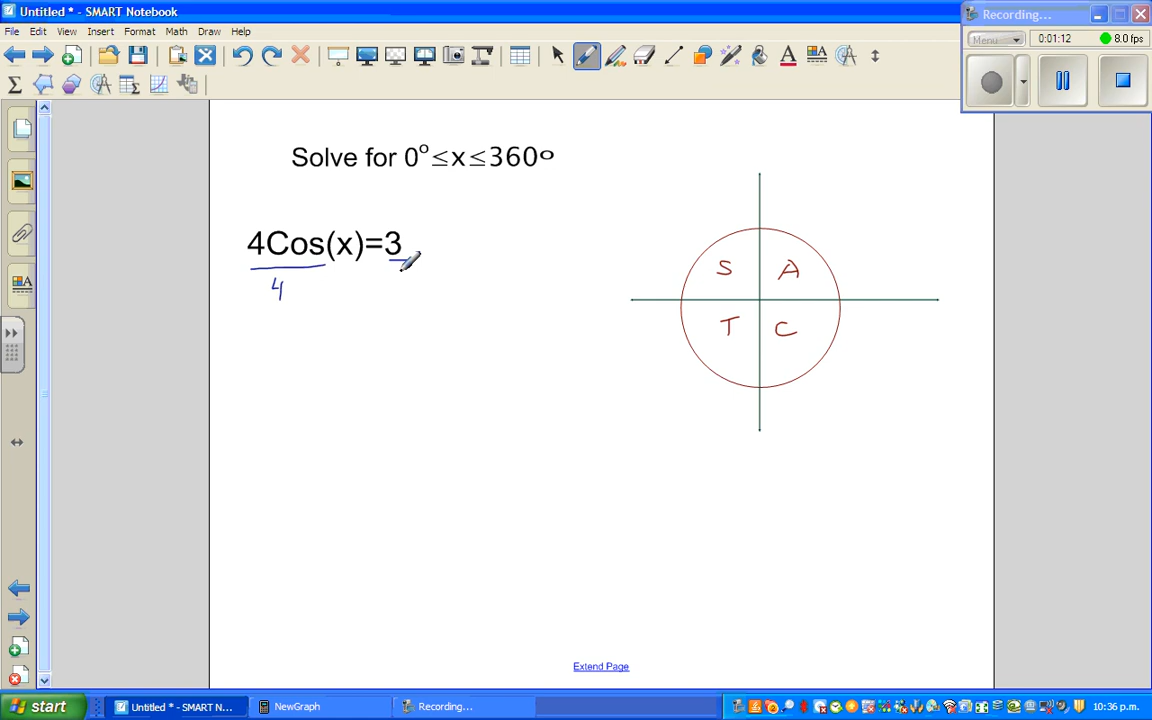 Untitled * - SMART Notebook
Recording...
File Edit View Insert Format Math Draw Help
Menu
0:01:12
8.0 fps
Solve for 0° ≤x≤360°
4Cos(x)=3
4
S A
T C
Extend Page
start
Untitled * - SMART N...
NewGraph
Recording...
10:36 p.m.